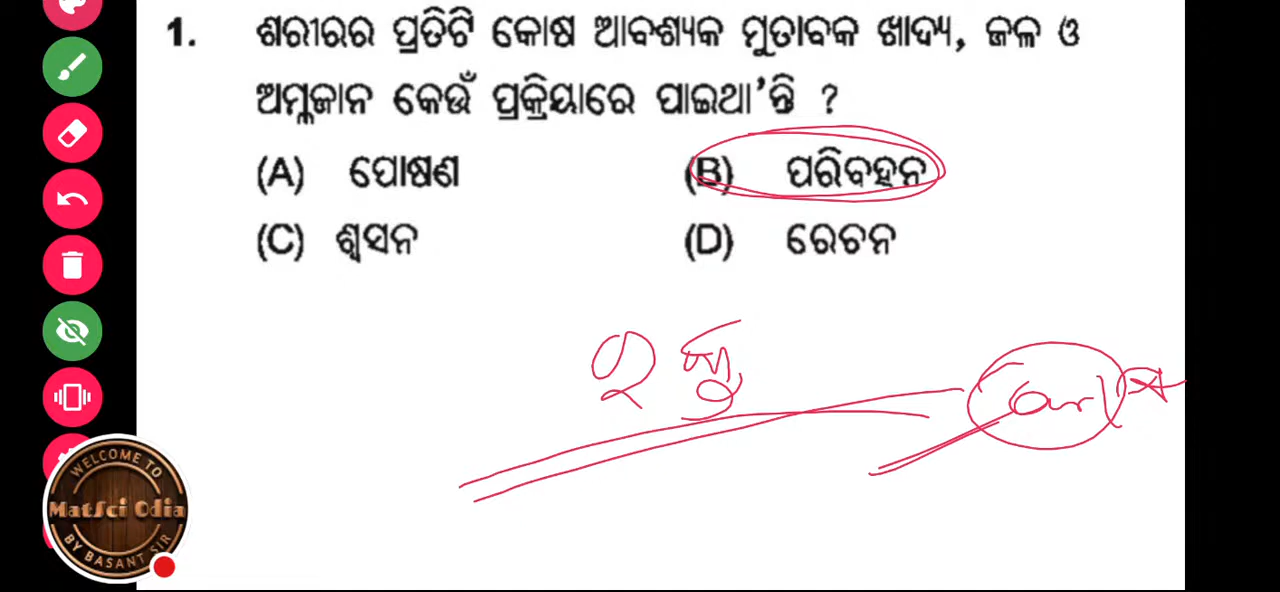 1. ଶରୀରର ପ୍ରତିଟି କୋଷ ଆବଶ୍ୟକ ମୁତାବକ ଖାଦ୍ୟ, ଜଳ ଓ
ଅମ୍ଳଜାନ କେଉଁ ପ୍ରକ୍ରିୟାରେ ପାଇଥା'ନ୍ତି ?
(A) ପୋଷଣ (B) ପରିବହନ
(C) ଶ୍ୱସନ (D) ରେଚନ
WELCOME TO
MatSci Odia
BY BASANT SIR